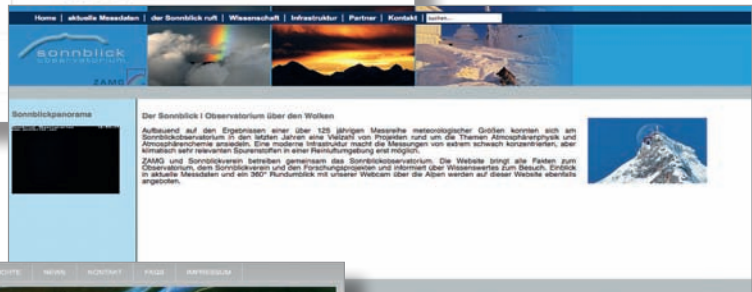 Home | aktuelle Messdaten | der Sonnblick ruft | Wissenschaft | Infrastruktur | Partner | Kontakt | suchen...
sonnblick
observatorium
ZAMG
Sonnblickpanorama
Der Sonnblick I Observatorium über den Wolken
Aufbauend auf den Ergebnissen einer über 125 jährigen Messreihe meteorologischer Größen konnten sich am
Sonnblickobservatorium in den letzten Jahren eine Vielzahl von Projekten rund um die Themen Atmosphärenphysik und
Atmosphärenchemie ansiedeln. Eine moderne Infrastruktur macht die Messungen von extrem schwach konzentrierten, aber
klimatisch sehr relevanten Spurenstoffen in einer Reinluftumgebung erst möglich.
ZAMG und Sonnblickverein betreiben gemeinsam das Sonnblickobservatorium. Die Website bringt alle Fakten zum
Observatorium, dem Sonnblickverein und den Forschungsprojekten und informiert über Wissenswertes zum Besuch. Einblick
in aktuelle Messdaten und ein 360° Rundumblick mit unserer Webcam über die Alpen werden auf dieser Website ebenfalls
angeboten.
NEWS KONTAKT FAQS IMPRESSUM